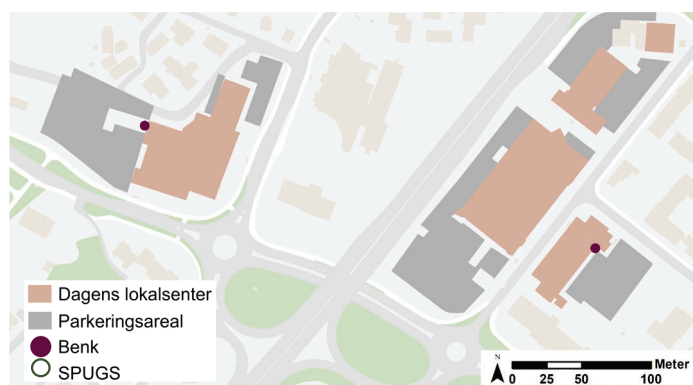 Dagens lokalsenter
Parkeringsareal
Benk
SPUGS
N
Meter
0 25 50 100